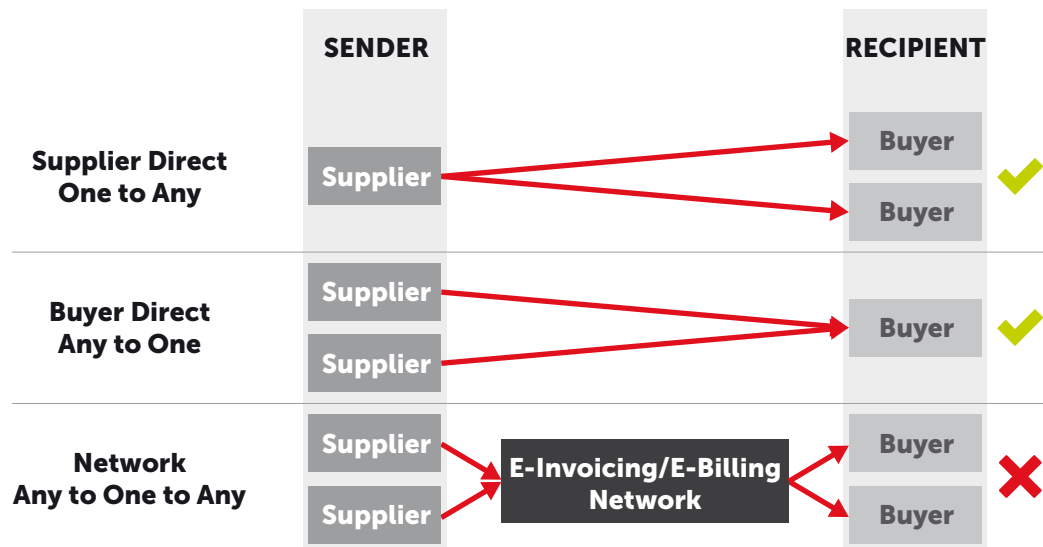 SENDER
RECIPIENT
Supplier Direct
One to Any
Supplier
Buyer
Buyer
Buyer Direct
Any to One
Supplier
Supplier
Buyer
Network
Any to One to Any
Supplier
Supplier
E-Invoicing/E-Billing
Network
Buyer
Buyer